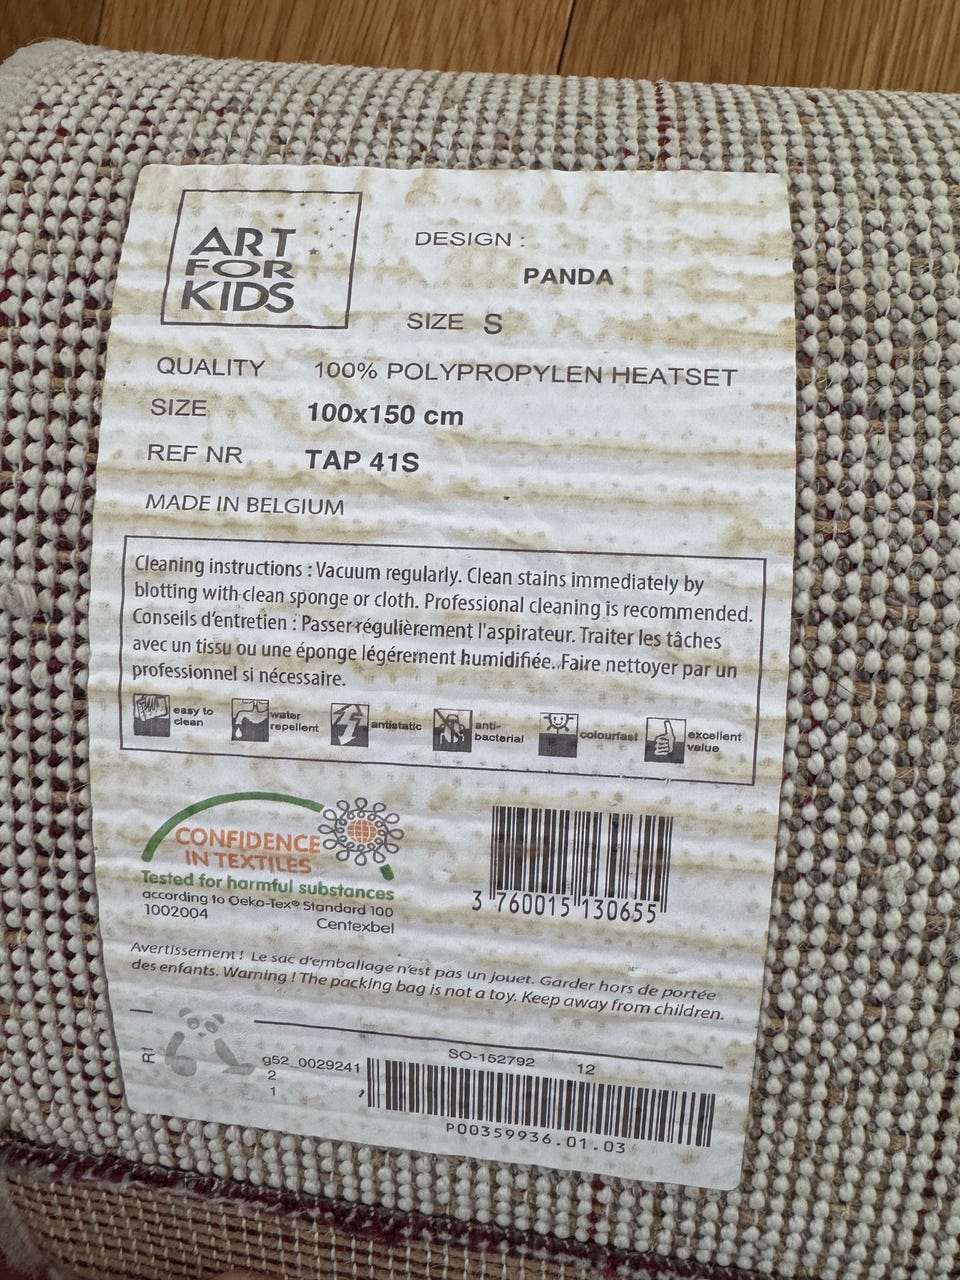 ART
FOR
KIDS
DESIGN :
PANDA
SIZE S
QUALITY 100% POLYPROPYLEN HEATSET
SIZE 100x150 cm
REF NR TAP 41S
MADE IN BELGIUM
Cleaning instructions : Vacuum regularly. Clean stains immediately by
blotting with clean sponge or cloth. Professional cleaning is recommended.
Conseils d'entretien : Passer régulièrement l'aspirateur. Traiter les tâches
avec un tissu ou une éponge légérement humidifiée. Faire nettoyer par un
professionnel si nécessaire.
easy to
clean
water
repellent
antistatic
anti-
bacterial
colourfast
excellent
value
CONFIDENCE
IN TEXTILES
Tested for harmful substances
according to Oeko-Tex® Standard 100
1002004
Centexbel
3 760015 130655
Avertissement ! Le sac d'emballage n'est pas un jouet. Garder hors de portée
des enfants. Warning ! The packing bag is not a toy. Keep away from children.
R1
g52_0029241
2
1
SO-152792 12
P00359936.01.03